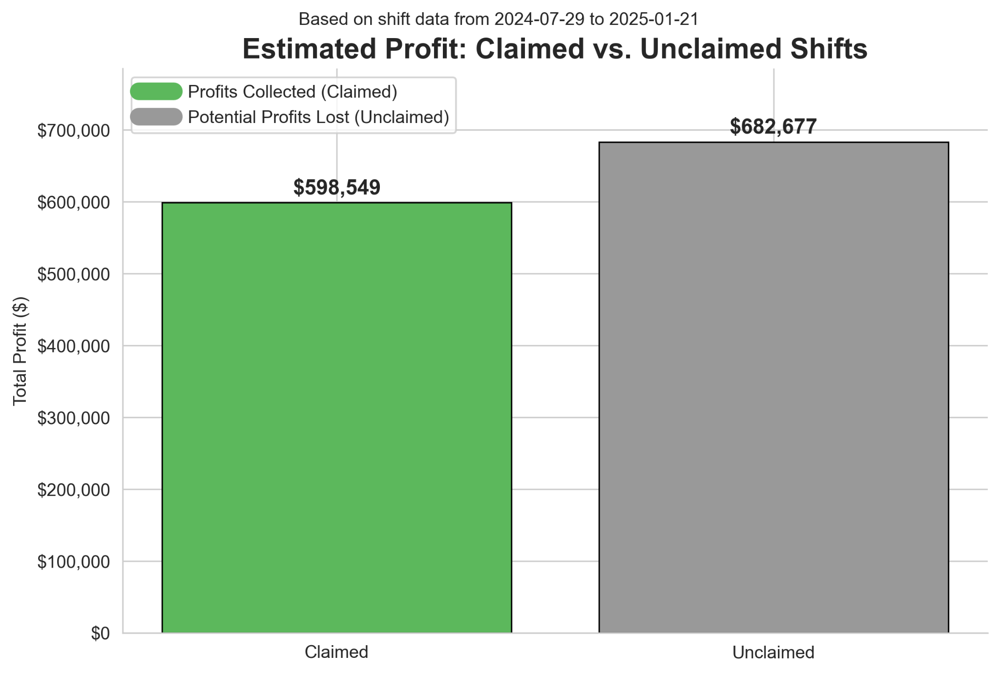 Based on shift data from 2024-07-29 to 2025-01-21
Estimated Profit: Claimed vs. Unclaimed Shifts
Profits Collected (Claimed)
Potential Profits Lost (Unclaimed)
$700,000
$600,000
$500,000
$400,000
$300,000
$200,000
$100,000
$0
Total Profit ($)
$598,549
$682,677
Claimed
Unclaimed